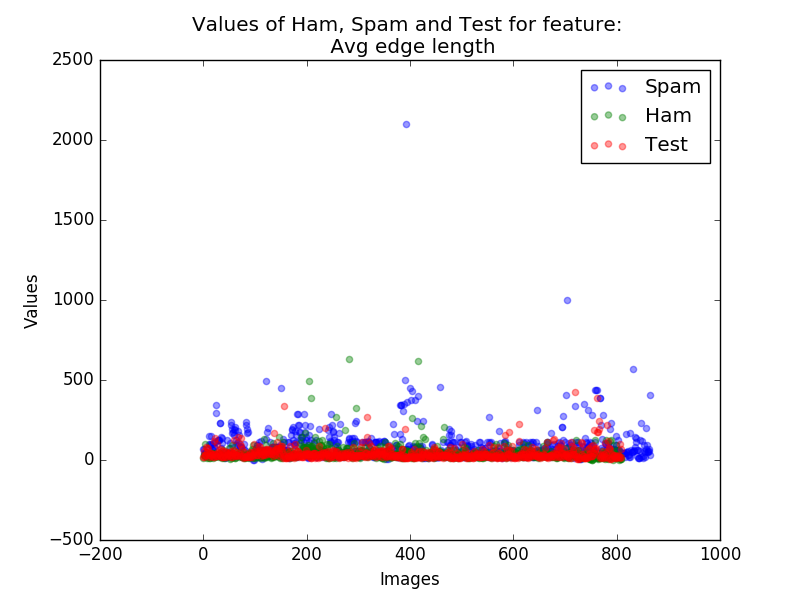 Values of Ham, Spam and Test for feature:
Avg edge length
2500
2000
1500
1000
500
0
−500
Values
−200
0
200
400
600
800
1000
Images
Spam
Ham
Test